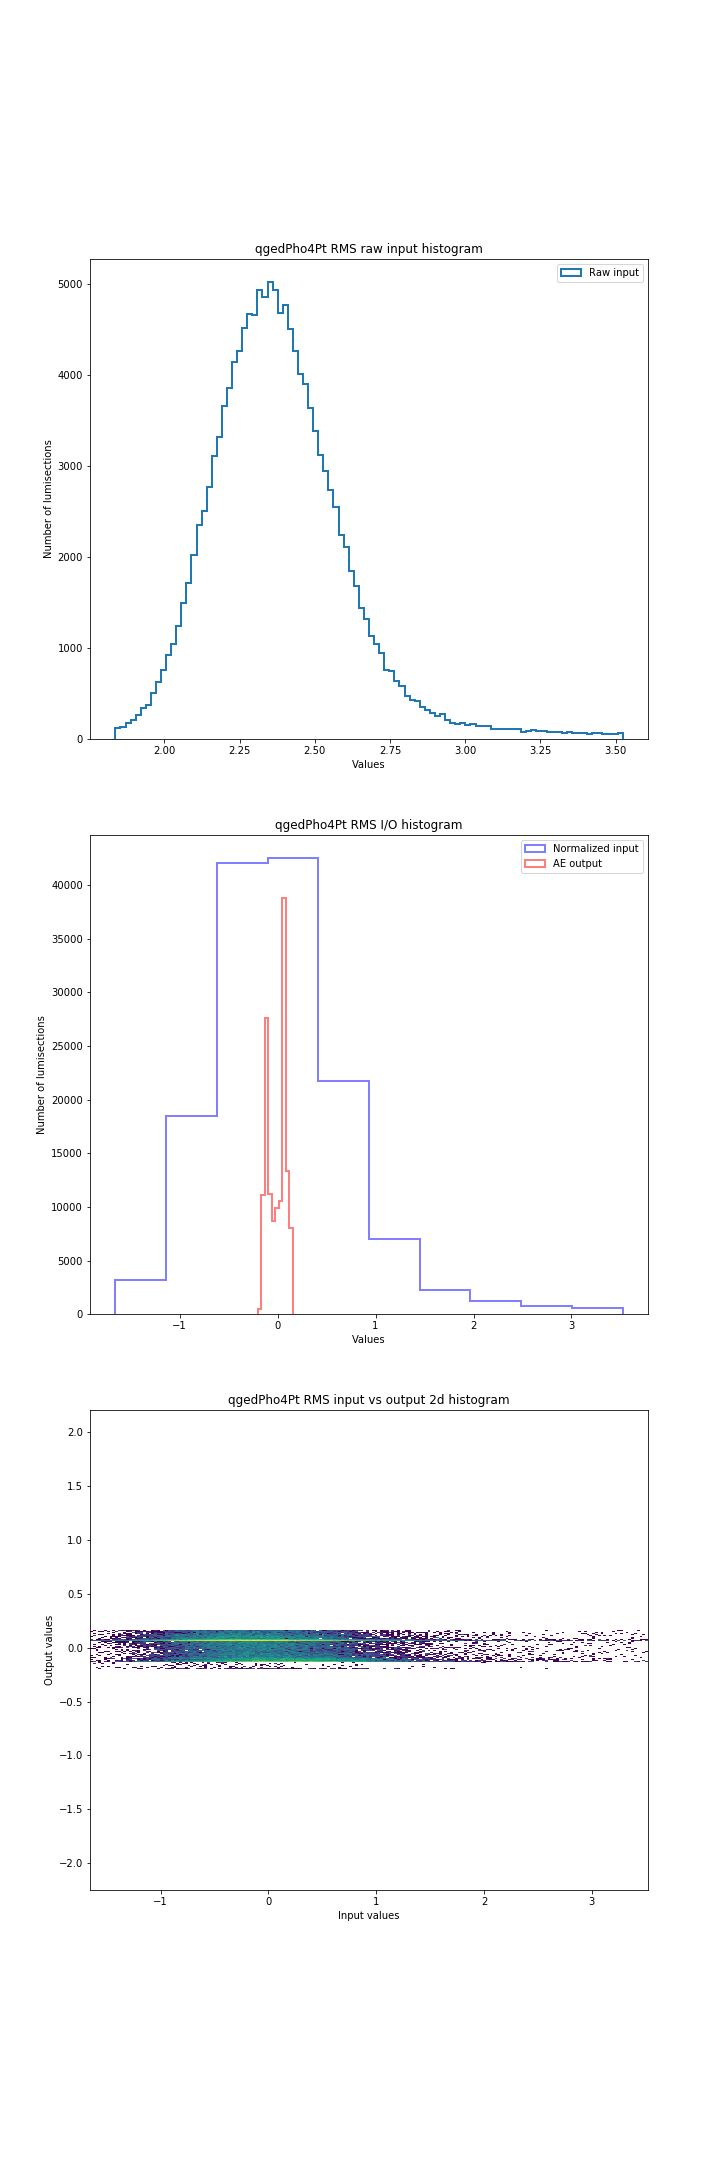 qgedPho4Pt RMS raw input histogram
Raw input
5000
4000
3000
2000
1000
0
Number of lumisections
2.00 2.25 2.50 2.75 3.00 3.25 3.50
Values
qgedPho4Pt RMS I/O histogram
Normalized input
AE output
40000
35000
30000
25000
20000
15000
10000
5000
0
Number of lumisections
−1 0 1 2 3
Values
qgedPho4Pt RMS input vs output 2d histogram
2.0
1.5
1.0
0.5
0.0
−0.5
−1.0
−1.5
−2.0
Output values
−1 0 1 2 3
Input values